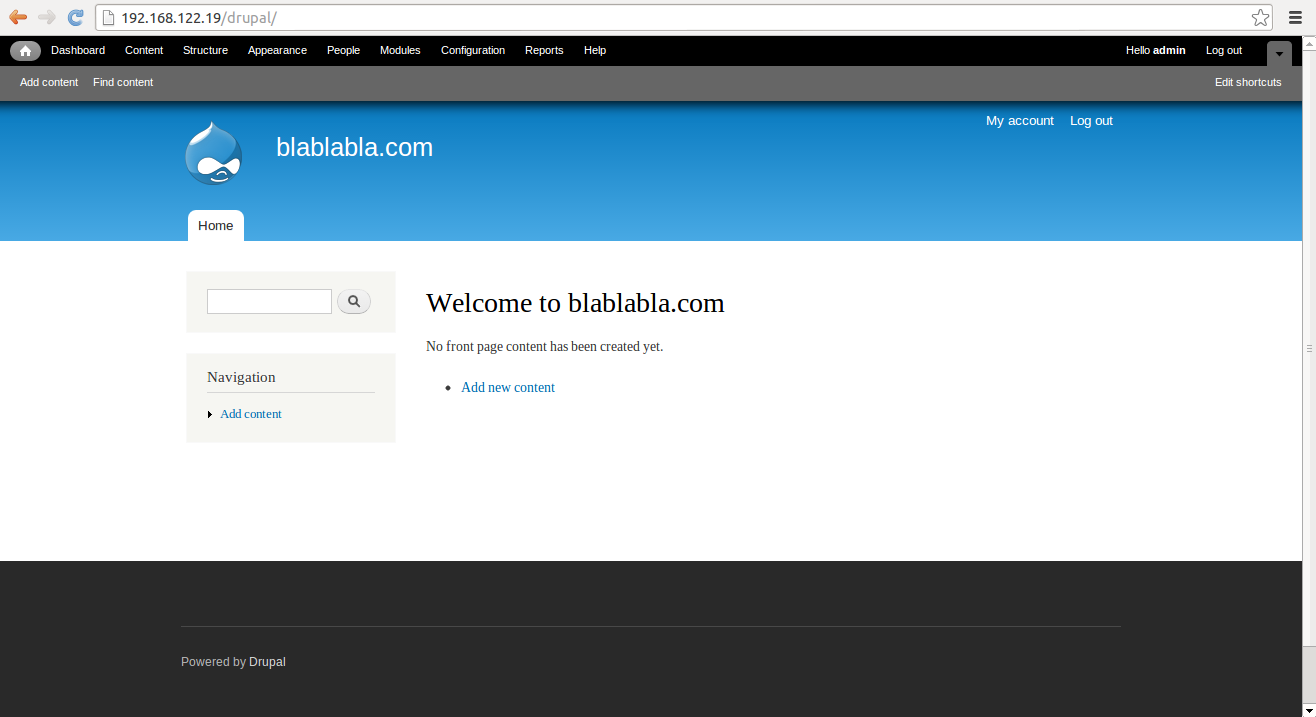 192.168.122.19/drupal/
Dashboard Content Structure Appearance People Modules Configuration Reports Help Hello admin Log out
Add content Find content Edit shortcuts
My account Log out
blablabla.com
Home
Welcome to blablabla.com
No front page content has been created yet.
Add new content
Navigation
Add content
Powered by Drupal